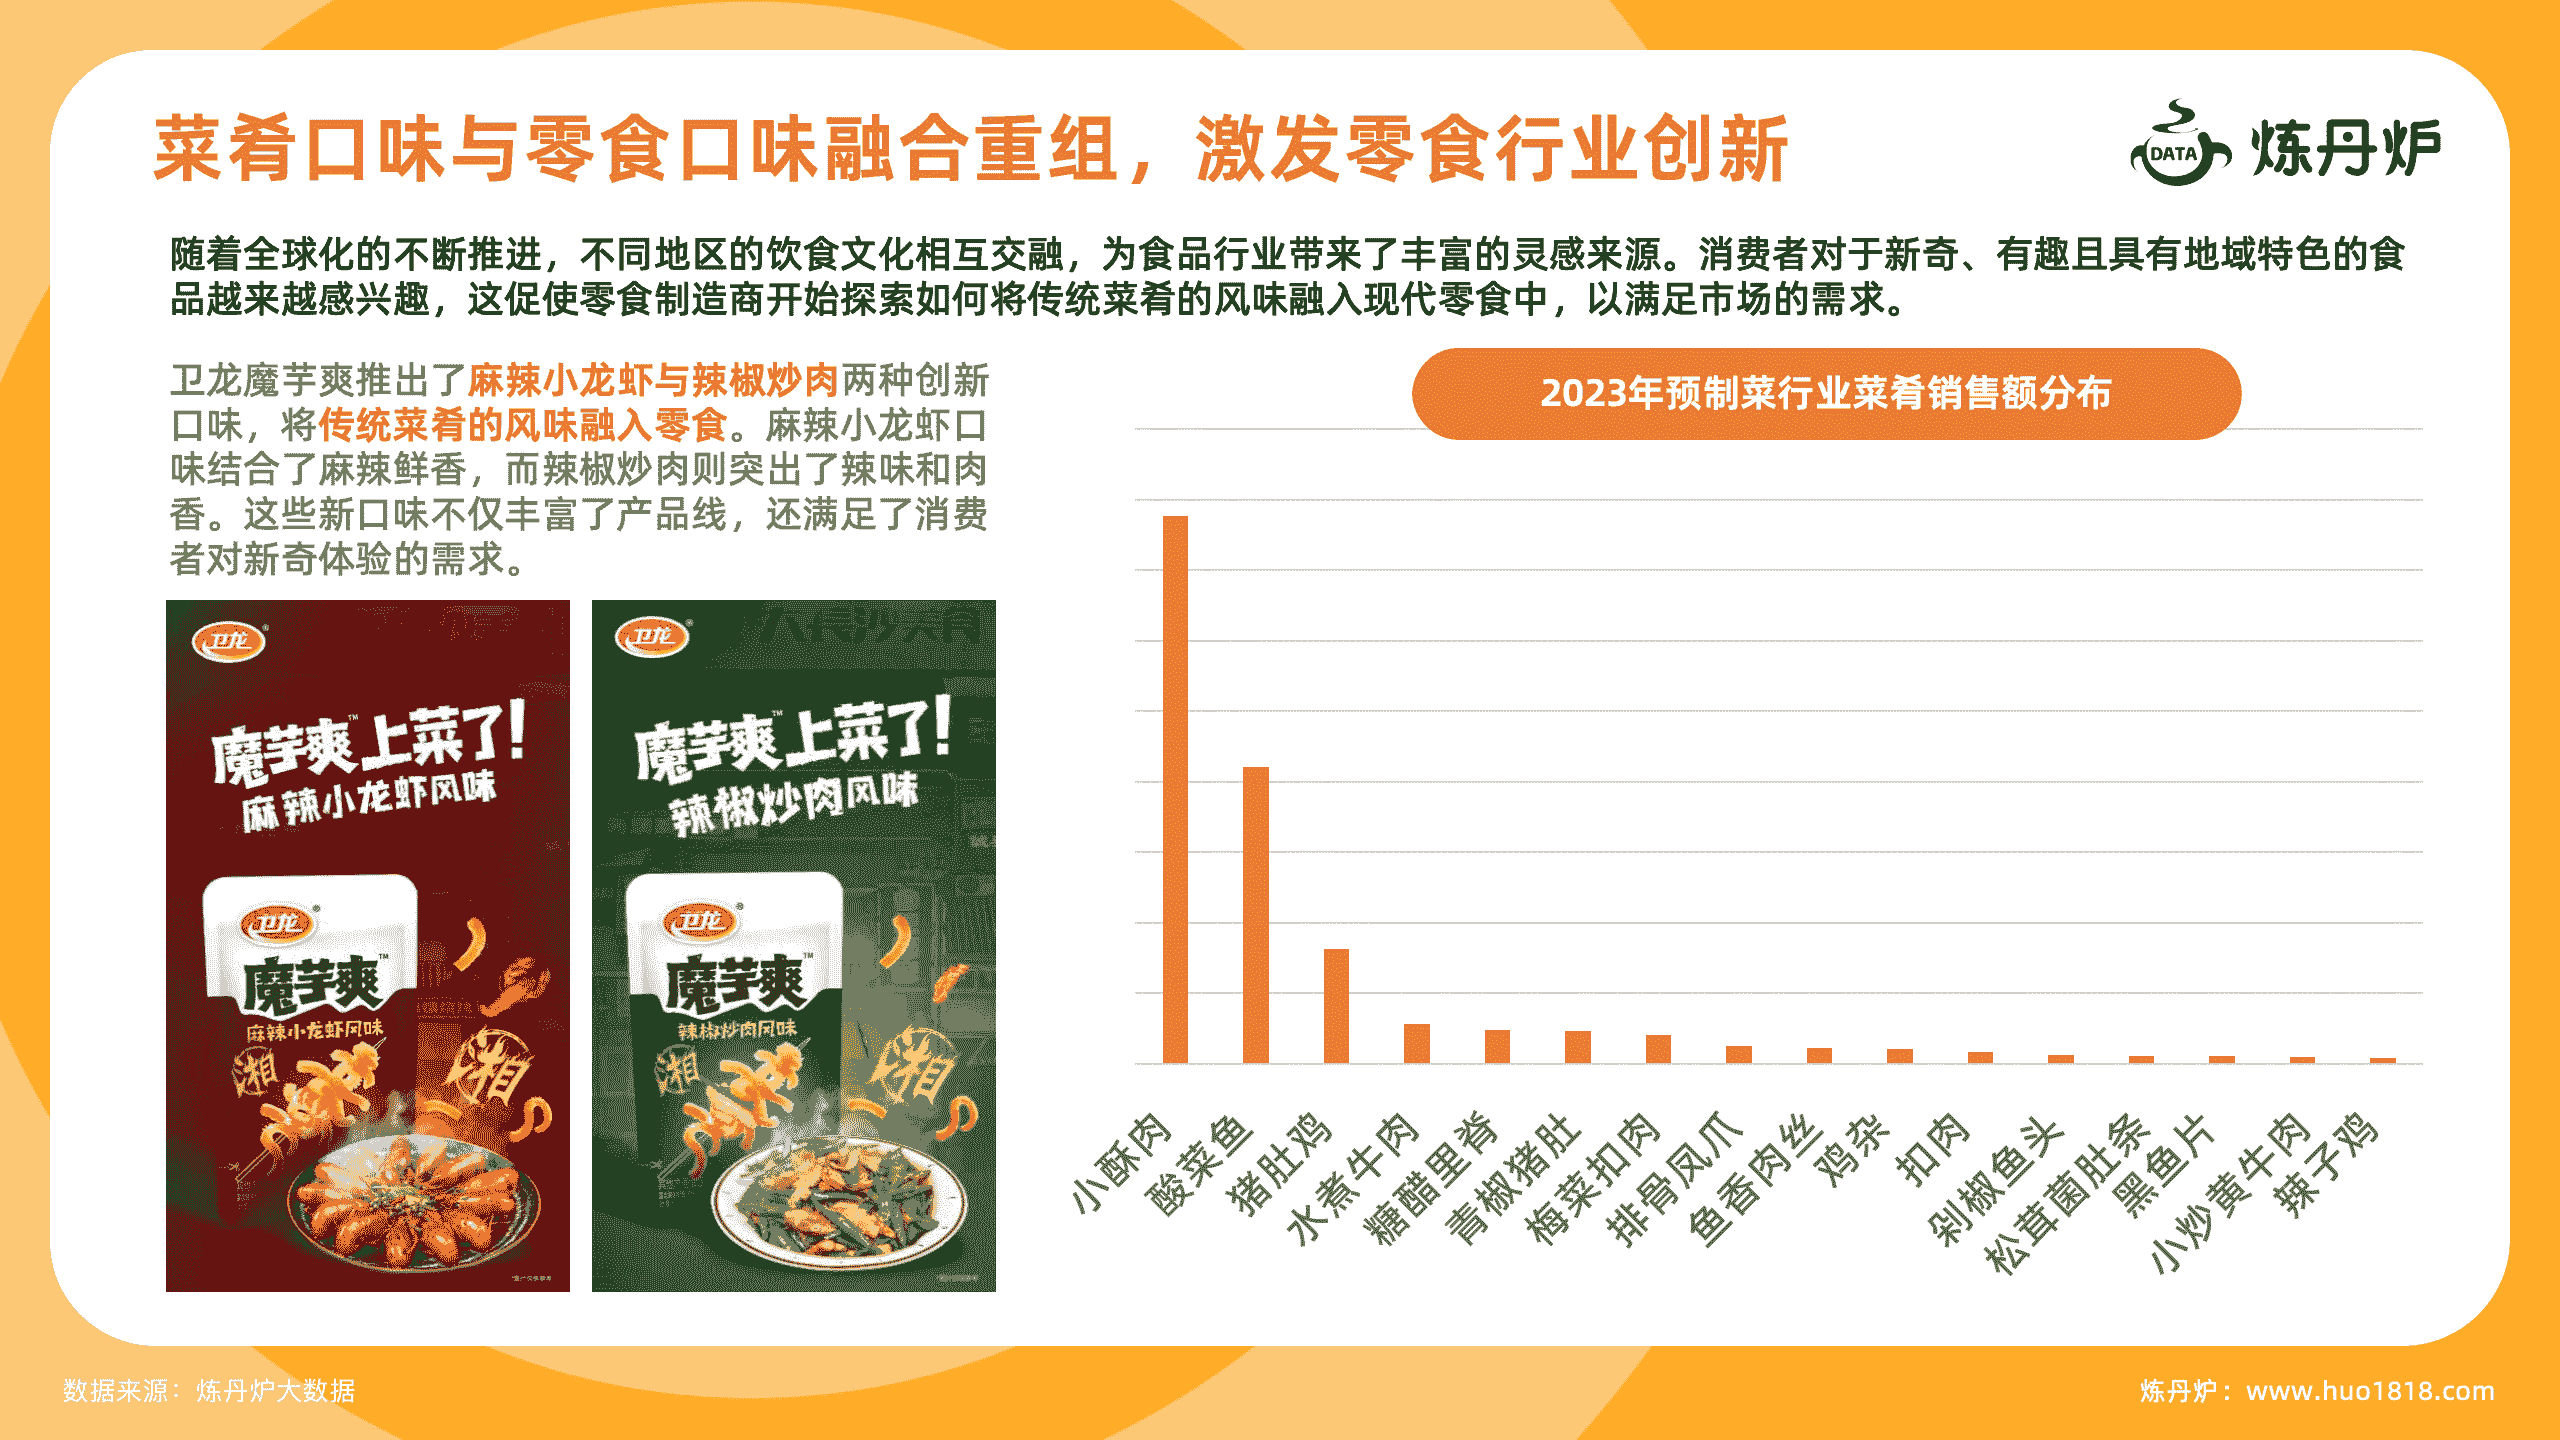 菜肴口味与零食口味融合重组，激发零食行业创新
DATA 炼丹炉
随着全球化的不断推进，不同地区的饮食文化相互交融，为食品行业带来了丰富的灵感来源。消费者对于新奇、有趣且具有地域特色的食
品越来越感兴趣，这促使零食制造商开始探索如何将传统菜肴的风味融入现代零食中，以满足市场的需求。
卫龙魔芋爽推出了麻辣小龙虾与辣椒炒肉两种创新
口味，将传统菜肴的风味融入零食。麻辣小龙虾口
味结合了麻辣鲜香，而辣椒炒肉则突出了辣味和肉
香。这些新口味不仅丰富了产品线，还满足了消费
者对新奇体验的需求。
卫龙®
魔芋爽™上菜了！
麻辣小龙虾风味
卫龙®
魔芋爽™
麻辣小龙虾风味
湘
湘
卫龙®
魔芋爽™上菜了！
辣椒炒肉风味
卫龙®
魔芋爽™
辣椒炒肉风味
湘
湘
2023年预制菜行业菜肴销售额分布
小酥肉
酸菜鱼
猪肚鸡
水煮牛肉
糖醋里脊
青椒猪肚
梅菜扣肉
排骨凤爪
鱼香肉丝
鸡杂
扣肉
剁椒鱼头
松茸菌肚条
黑鱼片
小炒黄牛肉
辣子鸡
数据来源：炼丹炉大数据
炼丹炉：www.huo1818.com